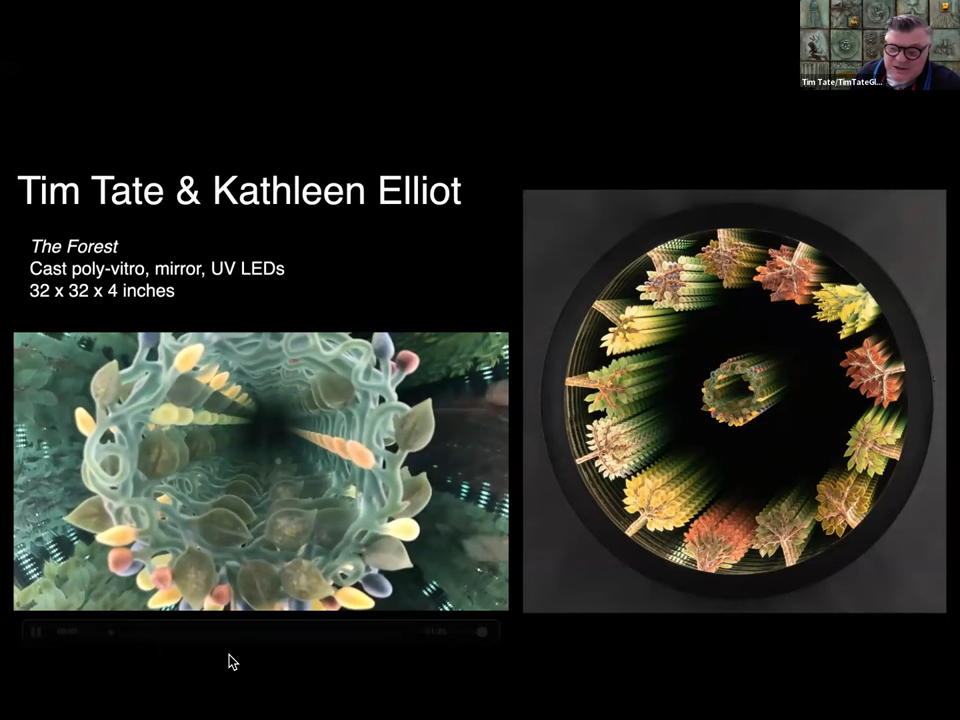 Tim Tate/TimTateGl...
Tim Tate & Kathleen Elliot
The Forest
Cast poly-vitro, mirror, UV LEDs
32 x 32 x 4 inches